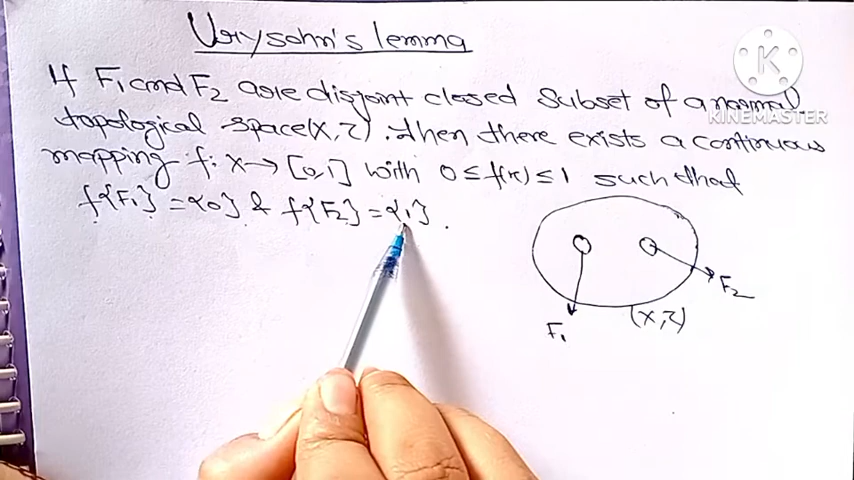 Urysohn's lemma
If F₁ and F₂ are disjoint closed subset of a normal
topological space (X,τ). Then there exists a continuous
mapping f: X→[0,1] with 0≤f(x)≤1 such that
f{F₁} = {0} & f{F₂} = {1}.
F₁
F₂
(X,τ)
K
KINEMASTER